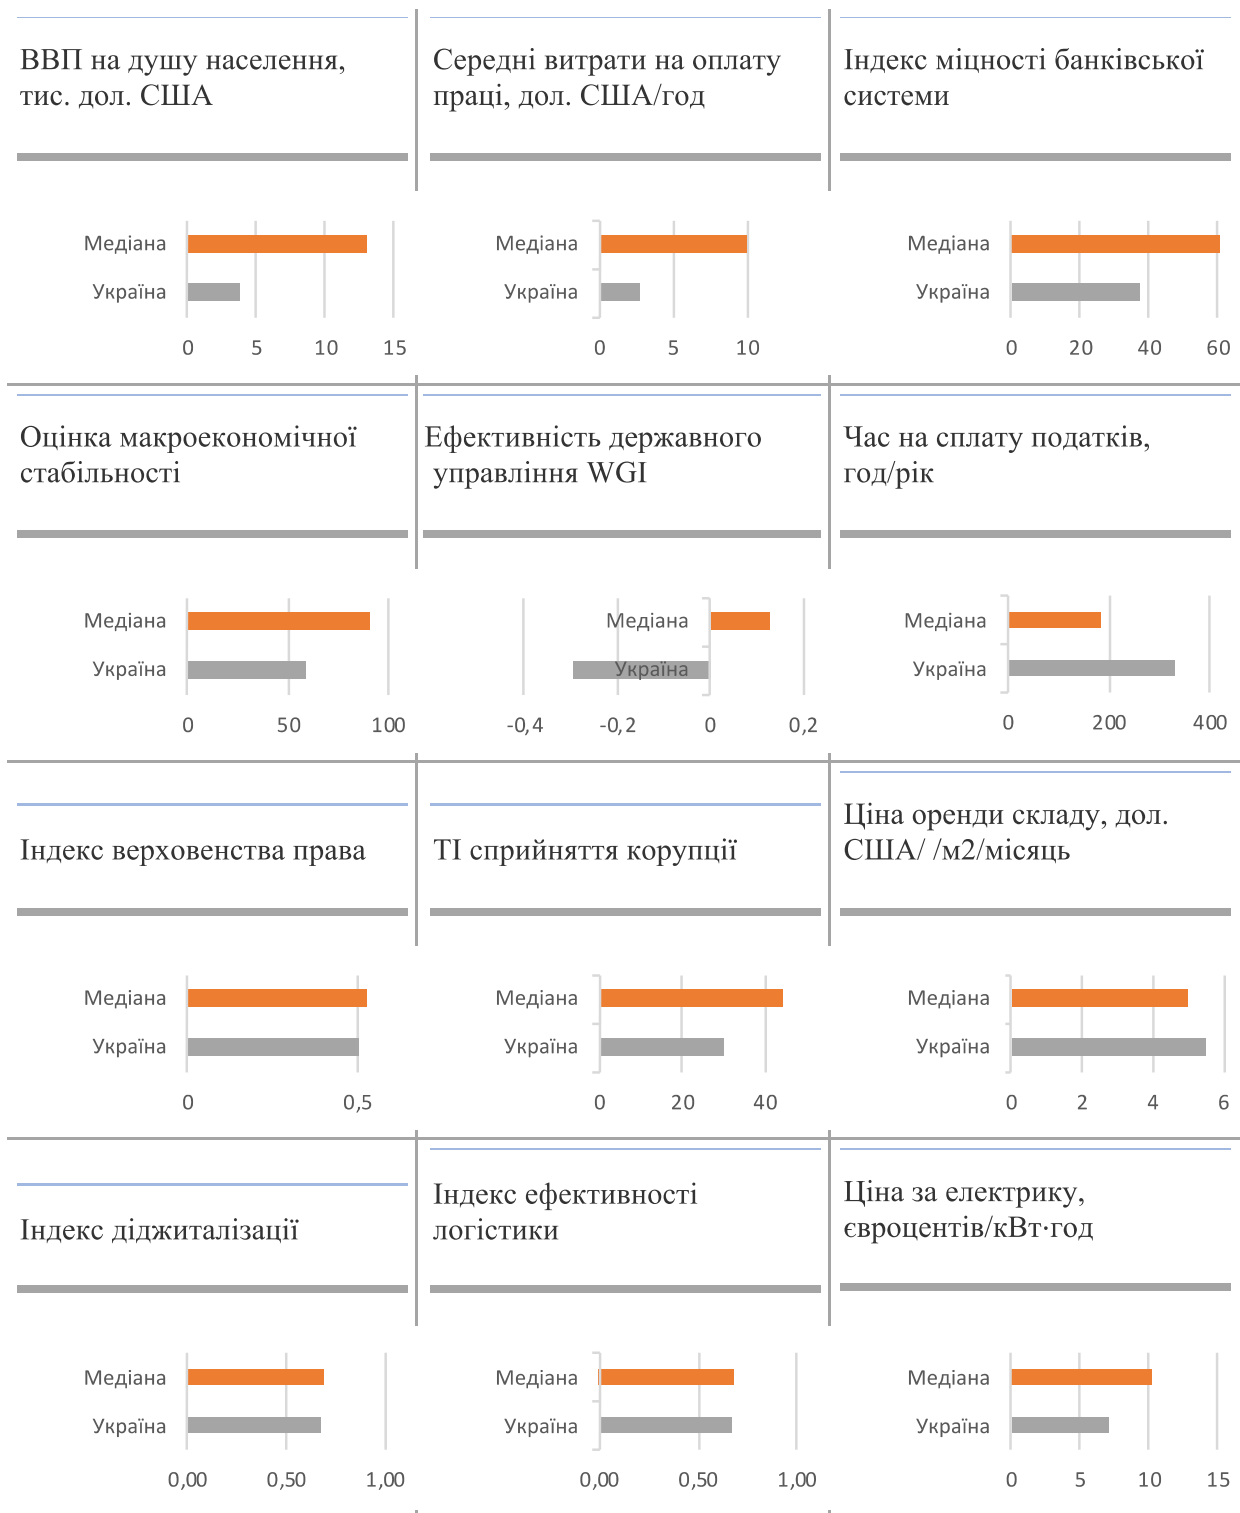 ВВП на душу населення,
тис. дол. США
Медіана
Україна
0 5 10 15
Середні витрати на оплату
праці, дол. США/год
Медіана
Україна
0 5 10
Індекс міцності банківської
системи
Медіана
Україна
0 20 40 60
Оцінка макроекономічної
стабільності
Медіана
Україна
0 50 100
Ефективність державного
управління WGI
Медіана
Україна
-0,4 -0,2 0 0,2
Час на сплату податків,
год/рік
Медіана
Україна
0 200 400
Індекс верховенства права
Медіана
Україна
0 0,5
ТІ сприйняття корупції
Медіана
Україна
0 20 40
Ціна оренди складу, дол.
США/ /м2/місяць
Медіана
Україна
0 2 4 6
Індекс діджиталізації
Медіана
Україна
0,00 0,50 1,00
Індекс ефективності
логістики
Медіана
Україна
0,00 0,50 1,00
Ціна за електрику,
євроцентів/кВт·год
Медіана
Україна
0 5 10 15